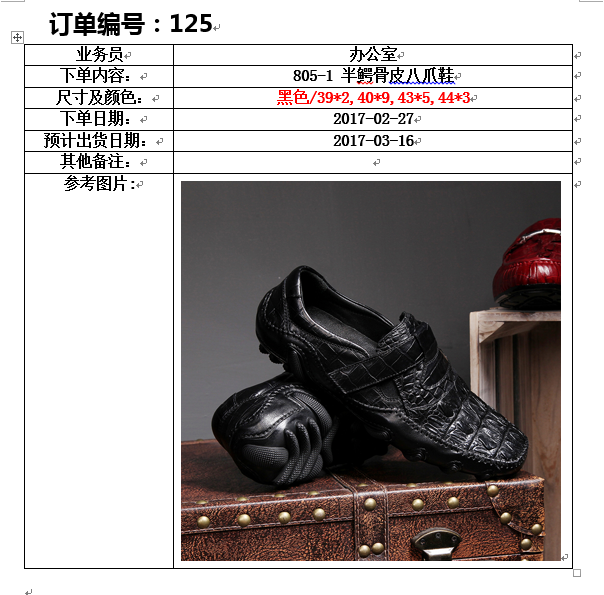 订单编号：125
业务员 办公室
下单内容： 805-1 半鳄骨皮八爪鞋
尺寸及颜色： 黑色/39*2,40*9,43*5,44*3
下单日期： 2017-02-27
预计出货日期： 2017-03-16
其他备注：
参考图片：